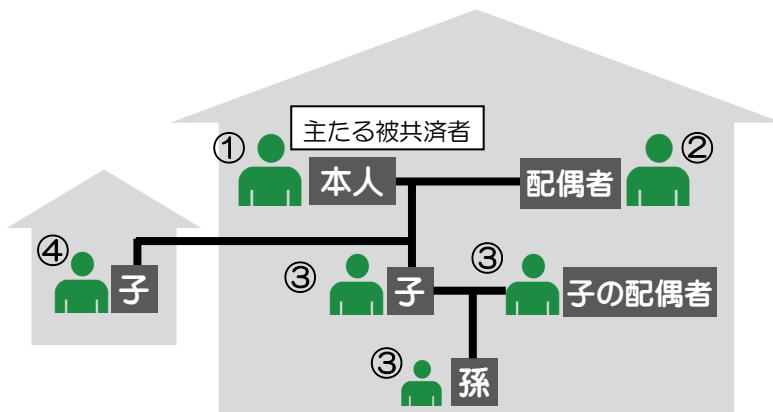 主たる被共済者
①
本人
配偶者
②
④
子
③
子
③
子の配偶者
③
孫